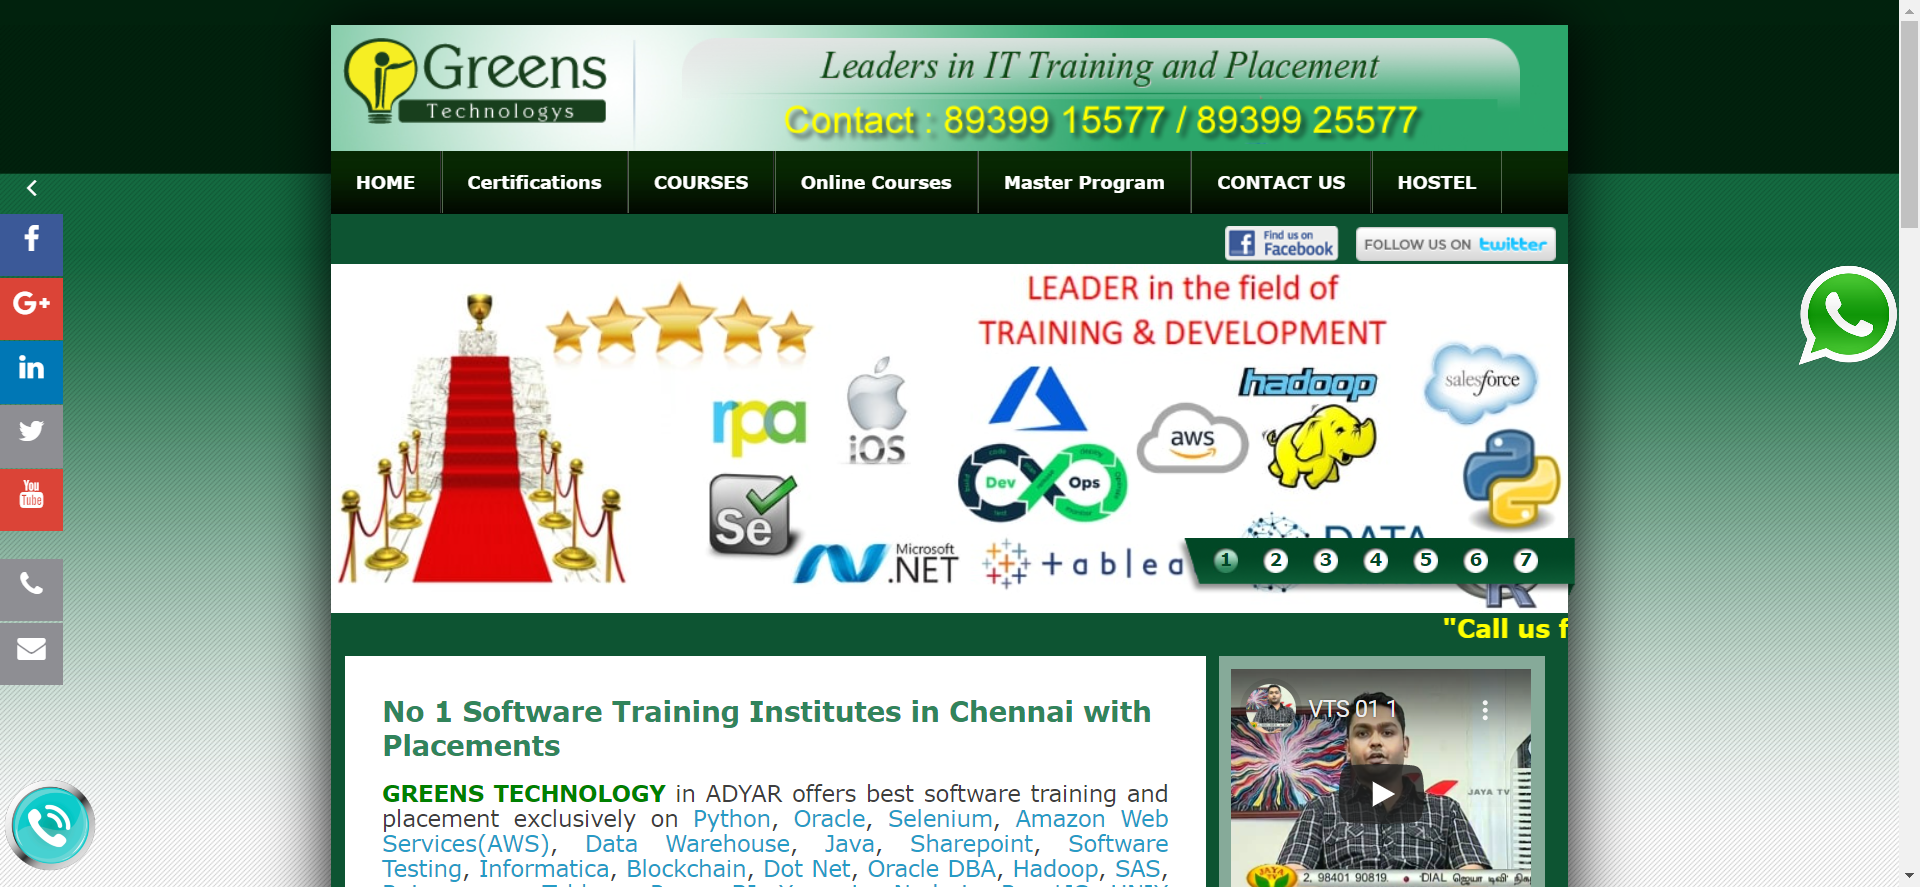 Greens
Technologys
Leaders in IT Training and Placement
Contact : 89399 15577 / 89399 25577
HOME
Certifications
COURSES
Online Courses
Master Program
CONTACT US
HOSTEL
Find us on
Facebook
FOLLOW US ON twitter
LEADER in the field of
TRAINING & DEVELOPMENT
rpa
iOS
hadoop
salesforce
aws
Dev Ops
Se
Microsoft
.NET
tablea
DATA
R
1 2 3 4 5 6 7
You
Tube
"Call us f
No 1 Software Training Institutes in Chennai with
Placements
GREENS TECHNOLOGY in ADYAR offers best software training and
placement exclusively on Python, Oracle, Selenium, Amazon Web
Services(AWS), Data Warehouse, Java, Sharepoint, Software
Testing, Informatica, Blockchain, Dot Net, Oracle DBA, Hadoop, SAS,
VTS 01 1
JAYA TV
JAYA TV
2, 98401 90819. • DIAL ஜெயா டிவி